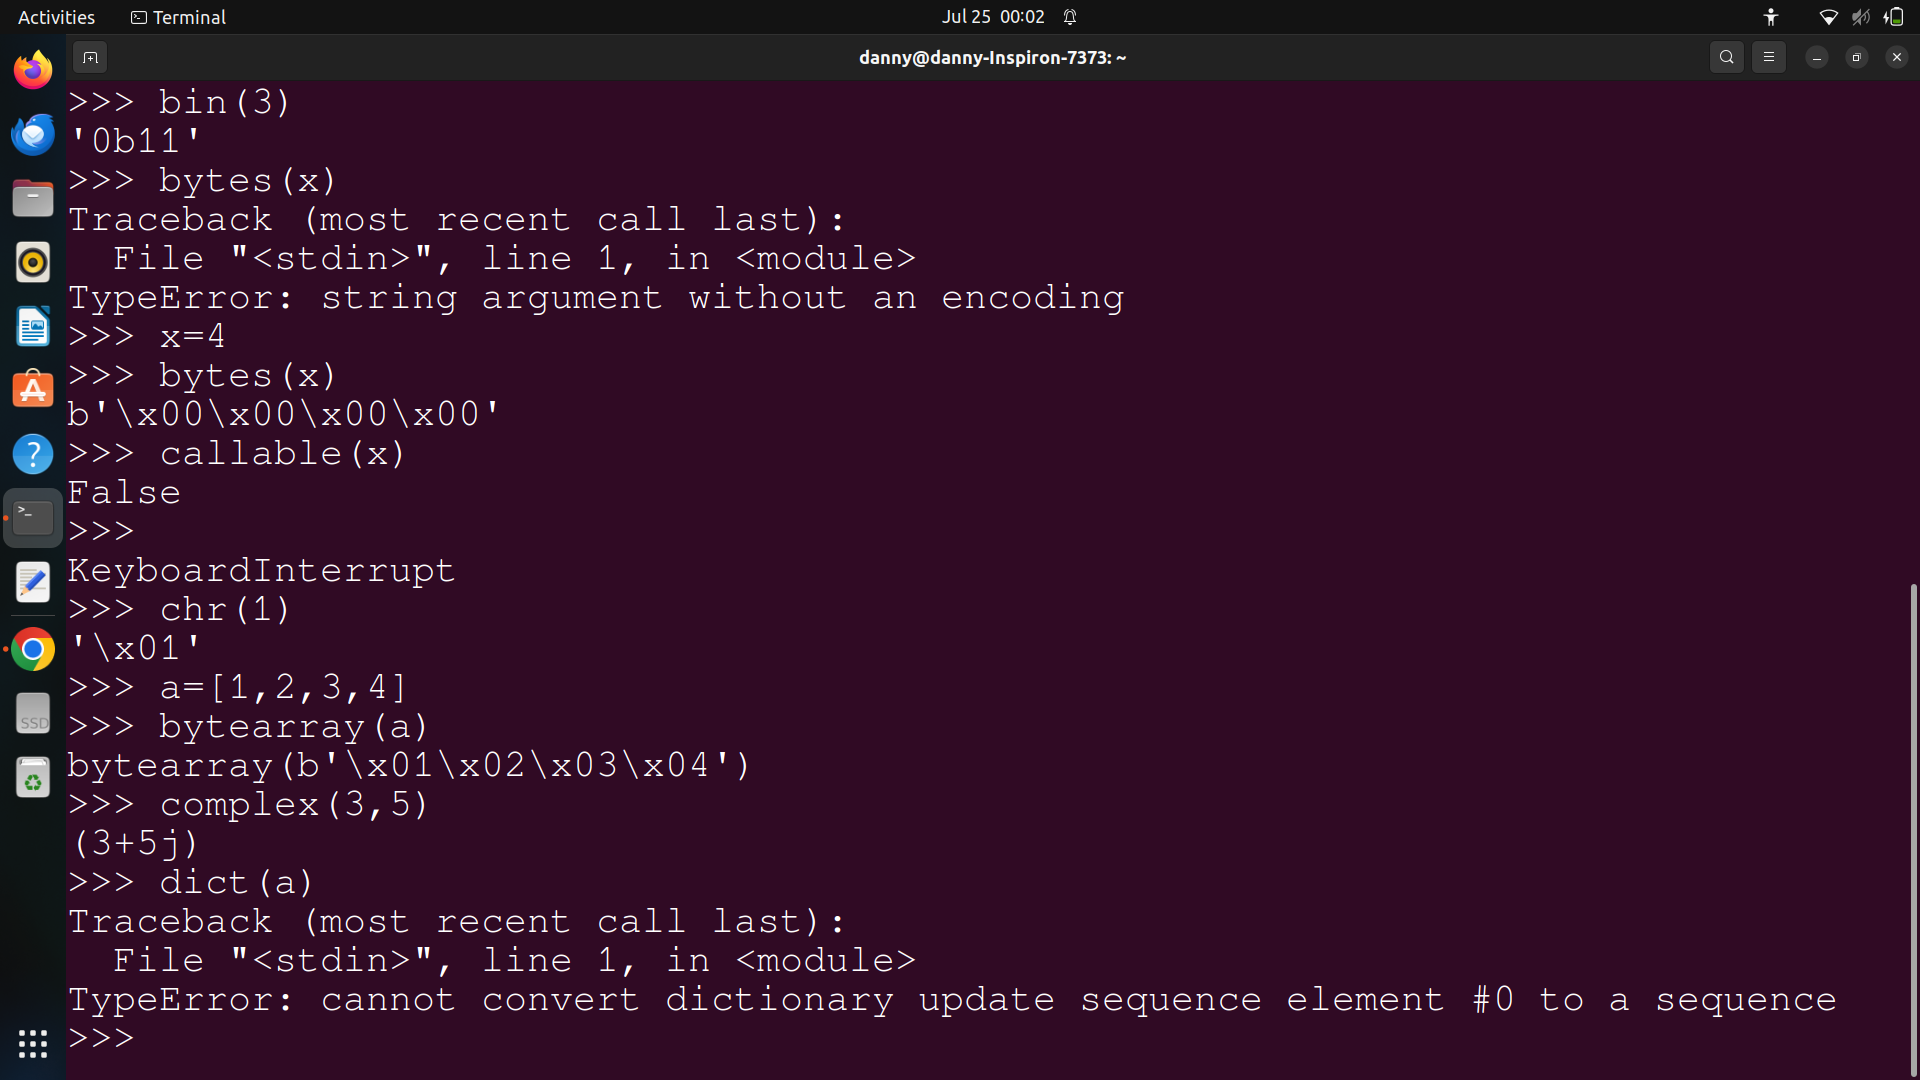 Activities Terminal Jul 25 00:02
danny@danny-Inspiron-7373: ~
>>> bin(3)
'0b11'
>>> bytes(x)
Traceback (most recent call last):
  File "<stdin>", line 1, in <module>
TypeError: string argument without an encoding
>>> x=4
>>> bytes(x)
b'\x00\x00\x00\x00'
>>> callable(x)
False
>>>
KeyboardInterrupt
>>> chr(1)
'\x01'
>>> a=[1,2,3,4]
>>> bytearray(a)
bytearray(b'\x01\x02\x03\x04')
>>> complex(3,5)
(3+5j)
>>> dict(a)
Traceback (most recent call last):
  File "<stdin>", line 1, in <module>
TypeError: cannot convert dictionary update sequence element #0 to a sequence
>>>
SSD